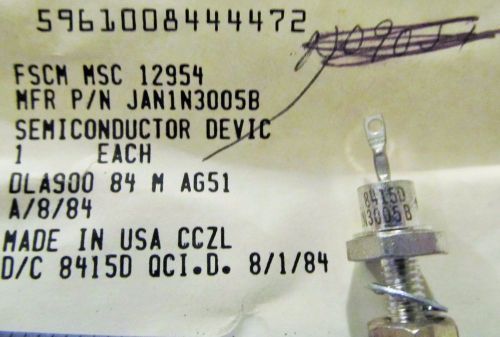 5961008444472
FSCM MSC 12954
MFR P/N JAN1N3005B
SEMICONDUCTOR DEVIC
1 EACH
DLA900 84 M AG51
A/8/84
MADE IN USA CCZL
D/C 8415D QCI.D. 8/1/84
8415D
N3005B